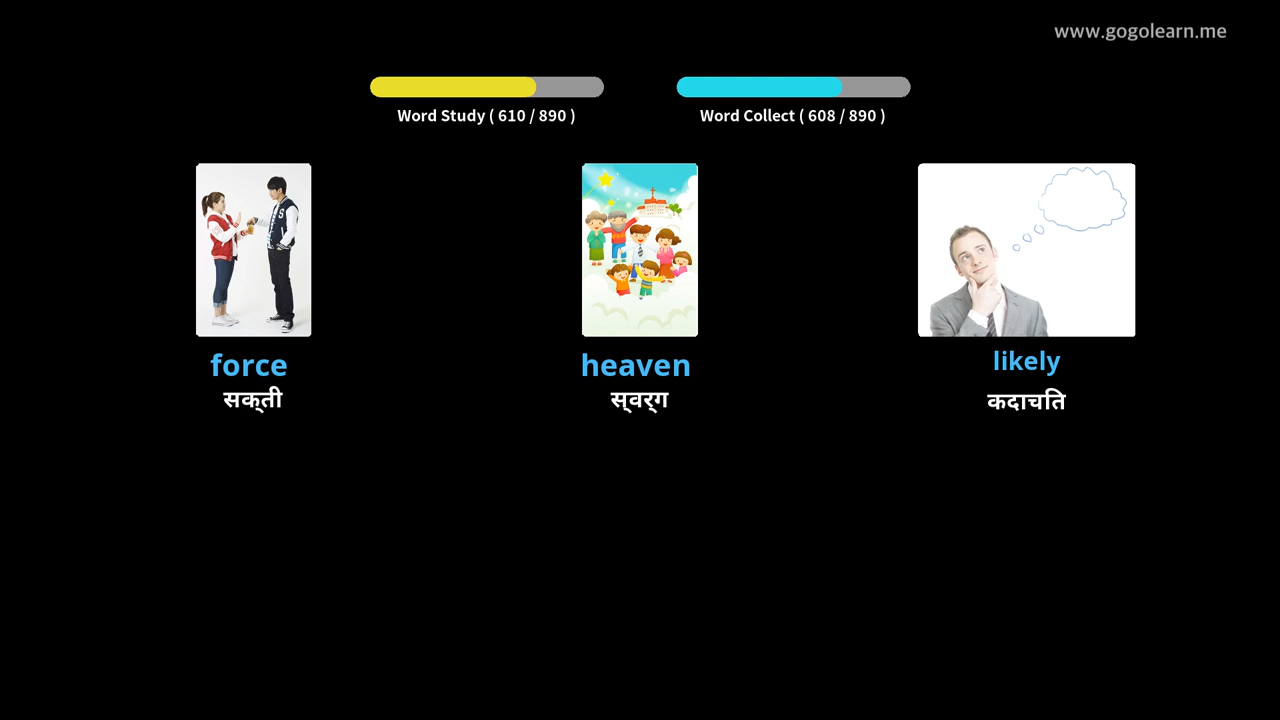 www.gogolearn.me
Word Study ( 610 / 890 )
Word Collect ( 608 / 890 )
S
force
heaven
likely
सक्ती
स्वर्ग
कदाचति